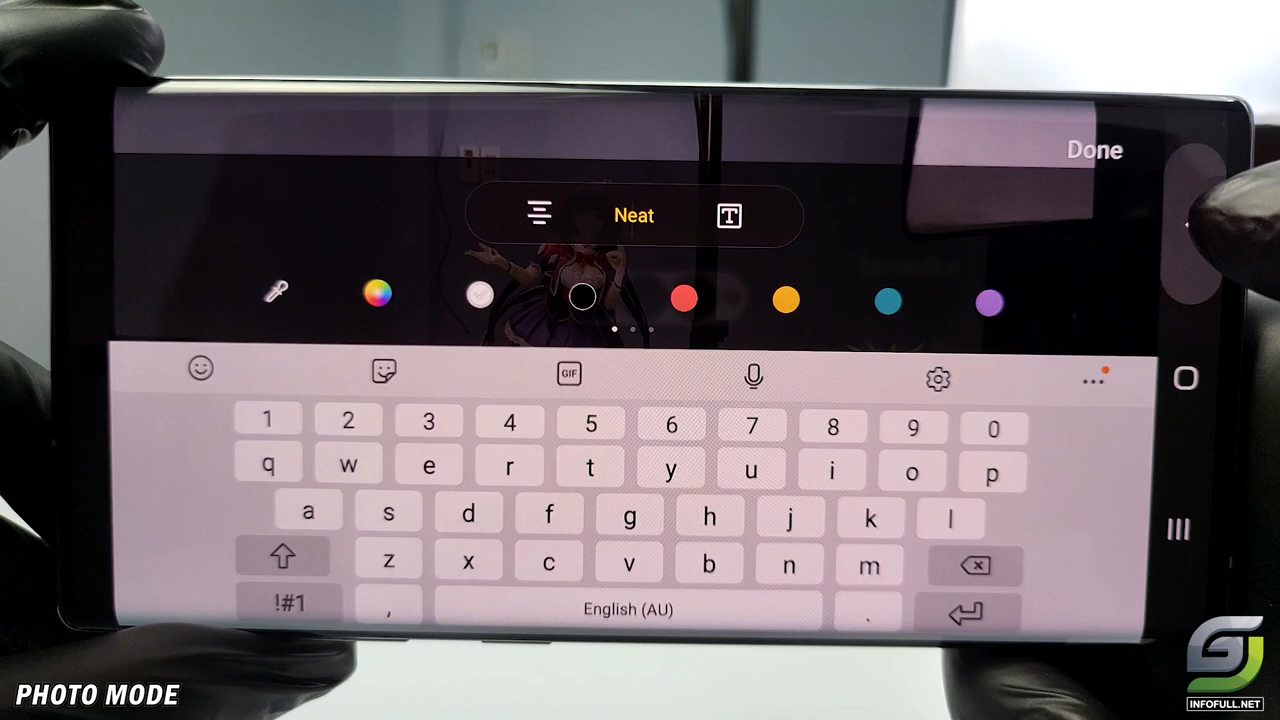 Done
Neat
T
GIF
1 2 3 4 5 6 7 8 9 0
q w e r t y u i o p
a s d f g h j k l
z x c v b n m
!#1 , English (AU) .
PHOTO MODE
INFOFULL.NET